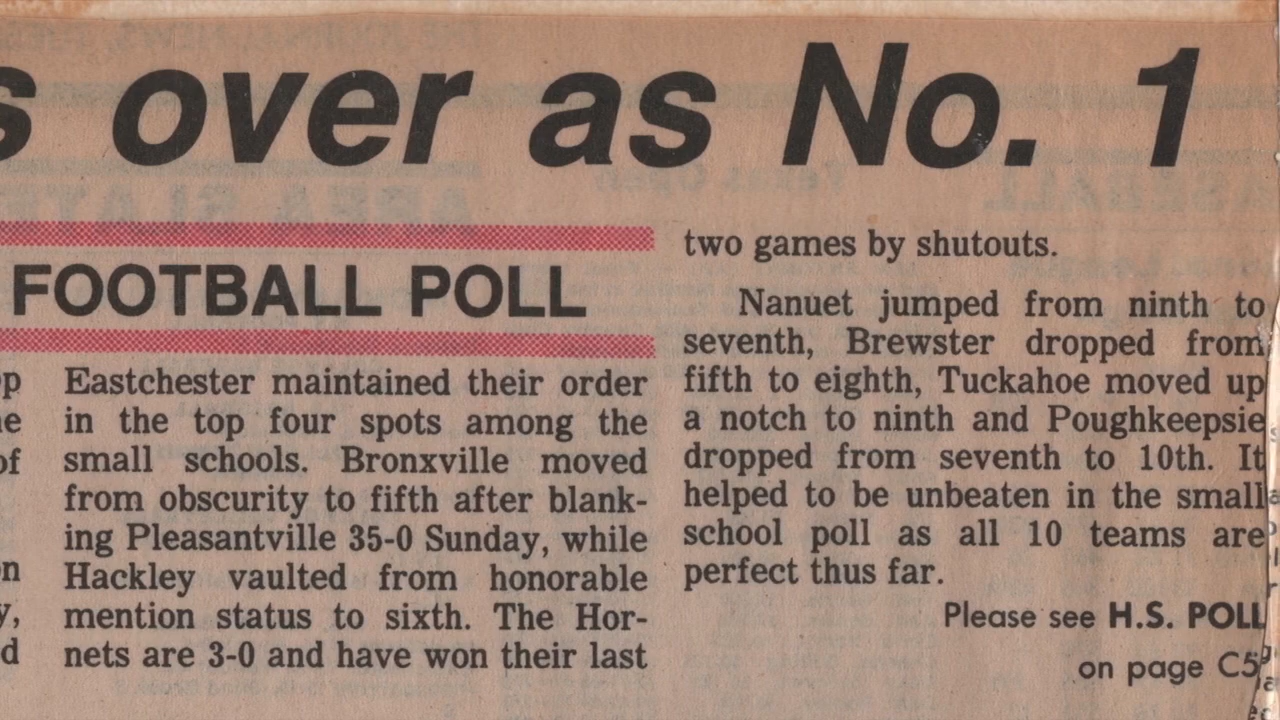 s over as No. 1
FOOTBALL POLL
Eastchester maintained their order
in the top four spots among the
small schools. Bronxville moved
from obscurity to fifth after blank-
ing Pleasantville 35-0 Sunday, while
Hackley vaulted from honorable
mention status to sixth. The Hor-
nets are 3-0 and have won their last
two games by shutouts.
Nanuet jumped from ninth to
seventh, Brewster dropped from
fifth to eighth, Tuckahoe moved up
a notch to ninth and Poughkeepsie
dropped from seventh to 10th. It
helped to be unbeaten in the small
school poll as all 10 teams are
perfect thus far.
Please see H.S. POLL
on page C5